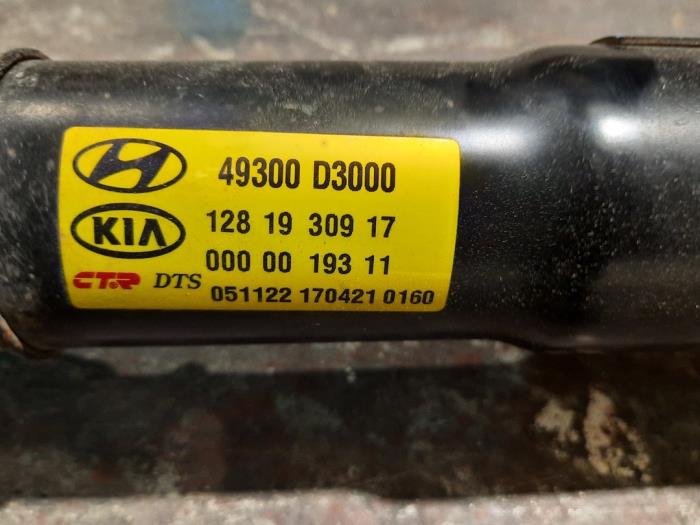 49300 D3000
KIA
128 19 309 17
000 00 193 11
CTR DTS
051122 170421 0160